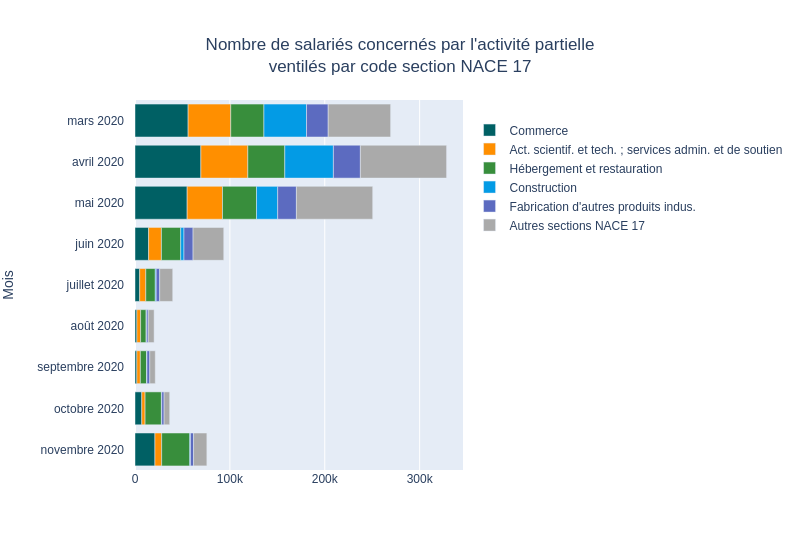 Nombre de salariés concernés par l'activité partielle
ventilés par code section NACE 17
Mois
mars 2020
avril 2020
mai 2020
juin 2020
juillet 2020
août 2020
septembre 2020
octobre 2020
novembre 2020
0
100k
200k
300k
Commerce
Act. scientif. et tech. ; services admin. et de soutien
Hébergement et restauration
Construction
Fabrication d'autres produits indus.
Autres sections NACE 17